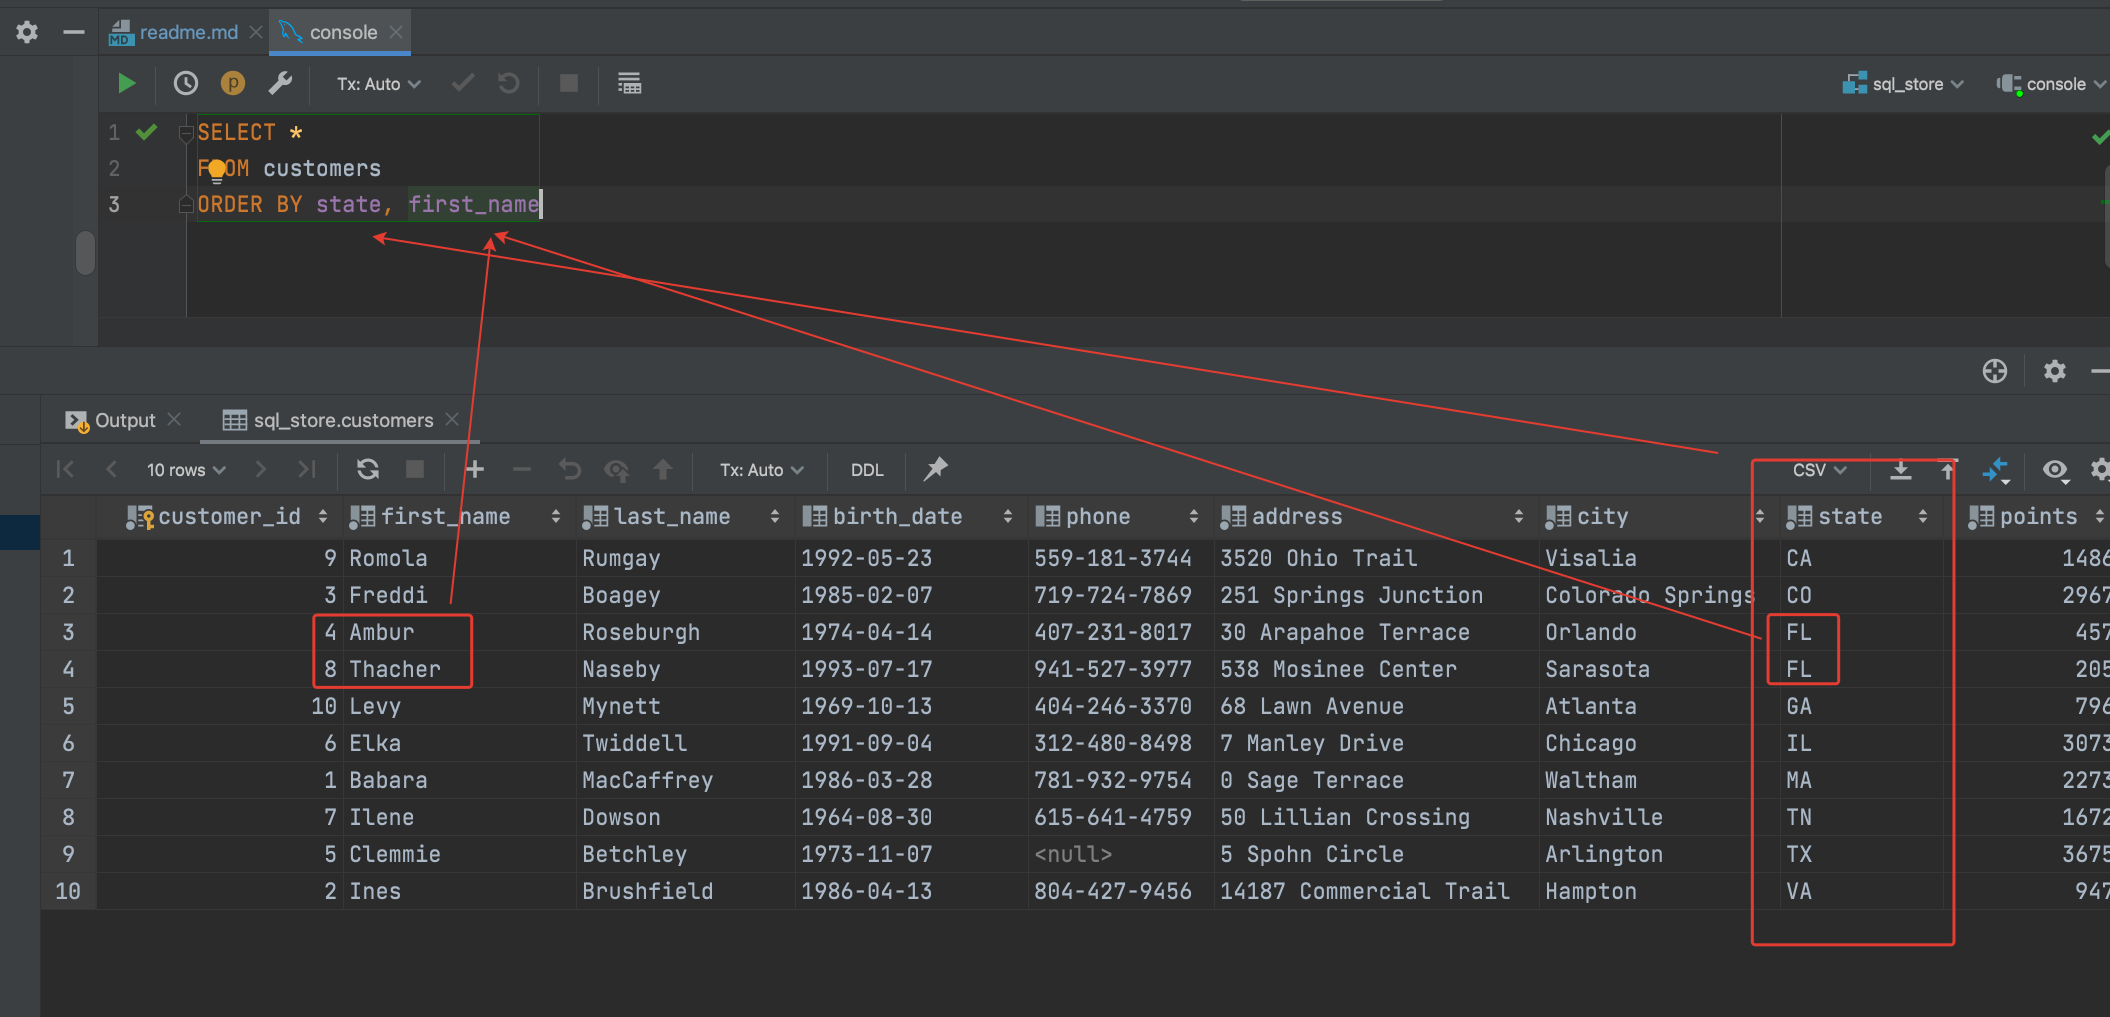 readme.md console
Tx: Auto sql_store console
1 SELECT *
2 FROM customers
3 ORDER BY state, first_name
Output sql_store.customers
10 rows Tx: Auto DDL CSV
customer_id first_name last_name birth_date phone address city state points
1 9 Romola Rumgay 1992-05-23 559-181-3744 3520 Ohio Trail Visalia CA 1486
2 3 Freddi Boagey 1985-02-07 719-724-7869 251 Springs Junction Colorado Springs CO 2967
3 4 Ambur Roseburgh 1974-04-14 407-231-8017 30 Arapahoe Terrace Orlando FL 457
4 8 Thacher Naseby 1993-07-17 941-527-3977 538 Mosinee Center Sarasota FL 205
5 10 Levy Mynett 1969-10-13 404-246-3370 68 Lawn Avenue Atlanta GA 796
6 6 Elka Twiddell 1991-09-04 312-480-8498 7 Manley Drive Chicago IL 3073
7 1 Babara MacCaffrey 1986-03-28 781-932-9754 0 Sage Terrace Waltham MA 2273
8 7 Ilene Dowson 1964-08-30 615-641-4759 50 Lillian Crossing Nashville TN 1672
9 5 Clemmie Betchley 1973-11-07 <null> 5 Spohn Circle Arlington TX 3675
10 2 Ines Brushfield 1986-04-13 804-427-9456 14187 Commercial Trail Hampton VA 947